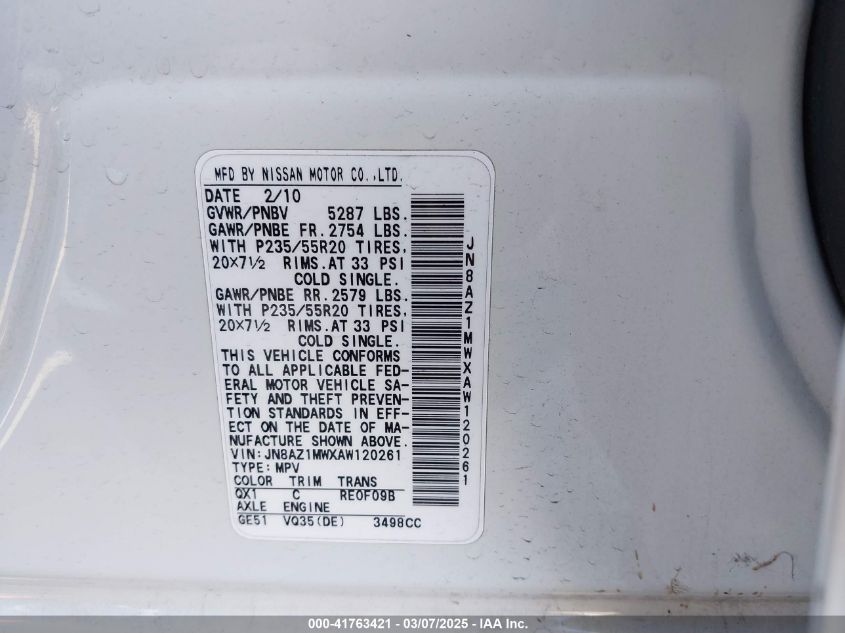 MFD BY NISSAN MOTOR CO.,LTD.
DATE 2/10
GVWR/PNBV 5287 LBS.
GAWR/PNBE FR. 2754 LBS.
WITH P235/55R20 TIRES,
20×7½ RIMS.AT 33 PSI
COLD SINGLE.
GAWR/PNBE RR. 2579 LBS.
WITH P235/55R20 TIRES,
20×7½ RIMS.AT 33 PSI
COLD SINGLE.
THIS VEHICLE CONFORMS
TO ALL APPLICABLE FED-
ERAL MOTOR VEHICLE SA-
FETY AND THEFT PREVEN-
TION STANDARDS IN EFF-
ECT ON THE DATE OF MA-
NUFACTURE SHOWN ABOVE.
VIN:JN8AZ1MWXAW120261
TYPE:MPV
COLOR TRIM TRANS
QX1 C RE0F09B
AXLE ENGINE
GE51 VQ35(DE) 3498CC
JN8AZ1MWXAW120261
000-41763421 — 03/07/2025 — IAA Inc.